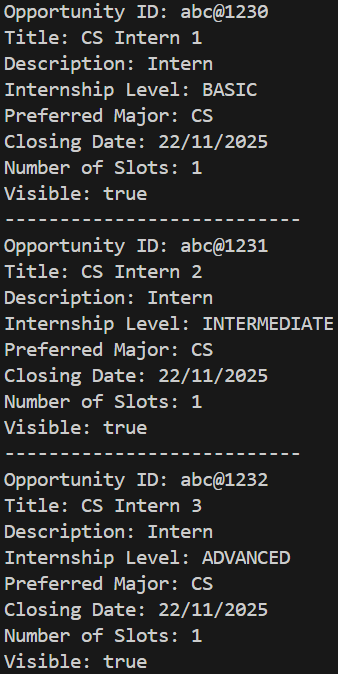 Opportunity ID: abc@1230
Title: CS Intern 1
Description: Intern
Internship Level: BASIC
Preferred Major: CS
Closing Date: 22/11/2025
Number of Slots: 1
Visible: true
---------------------------
Opportunity ID: abc@1231
Title: CS Intern 2
Description: Intern
Internship Level: INTERMEDIATE
Preferred Major: CS
Closing Date: 22/11/2025
Number of Slots: 1
Visible: true
---------------------------
Opportunity ID: abc@1232
Title: CS Intern 3
Description: Intern
Internship Level: ADVANCED
Preferred Major: CS
Closing Date: 22/11/2025
Number of Slots: 1
Visible: true